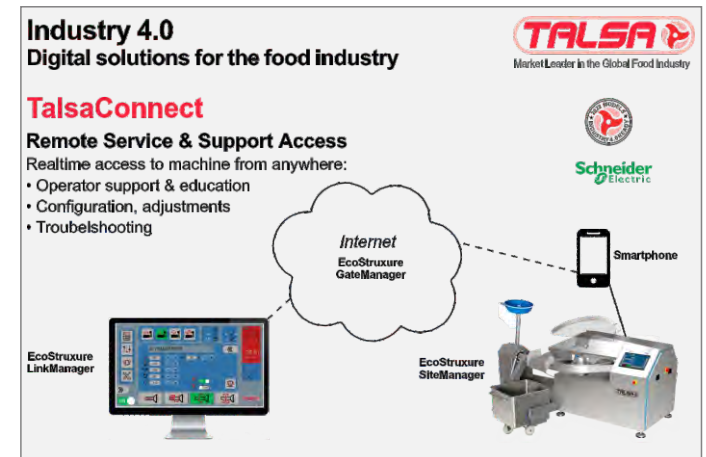 Industry 4.0
Digital solutions for the food industry
TALSA
Market Leader in the Global Food Industry
TalsaConnect
Remote Service & Support Access
Realtime access to machine from anywhere:
• Operator support & education
• Configuration, adjustments
• Troubelshooting
Schneider
Electric
Internet
EcoStruxure
GateManager
Smartphone
EcoStruxure
LinkManager
EcoStruxure
SiteManager
TALSA